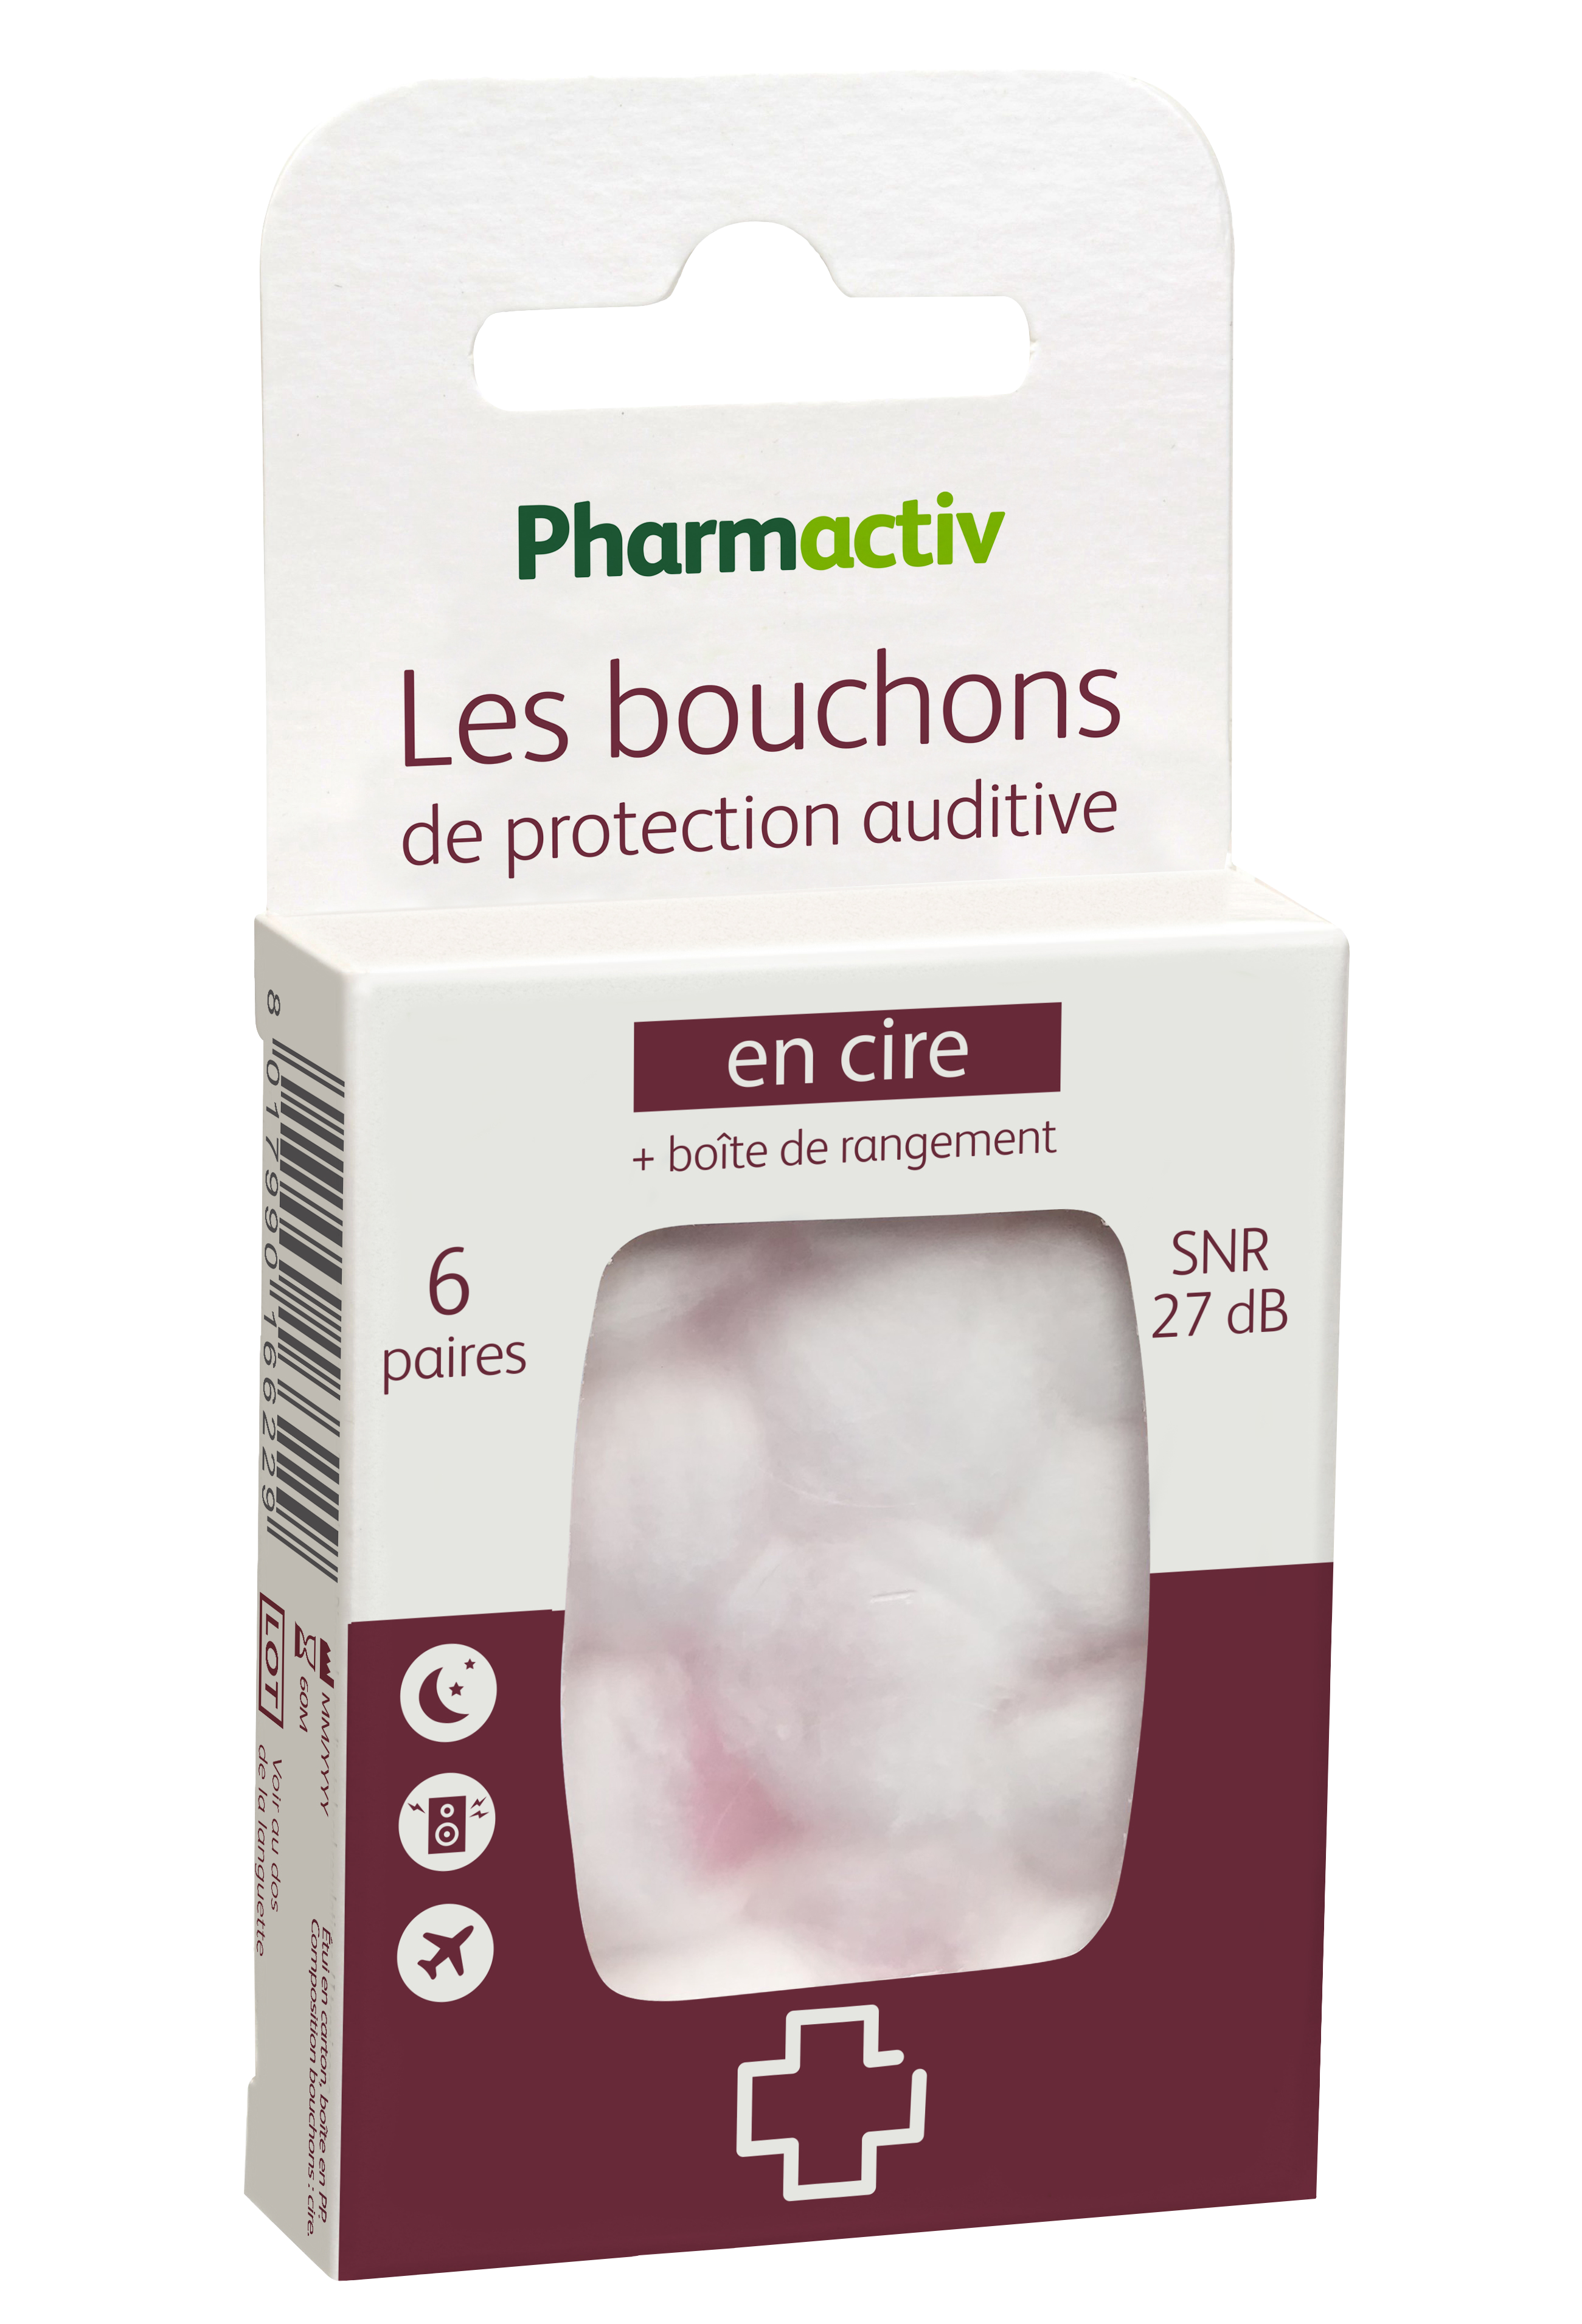 Pharmactiv
Les bouchons
de protection auditive
en cire
+ boîte de rangement
6
paires
SNR
27 dB
8 017990 166229
LOT
Voir au dos
de la languette
MM/YYYY
60M
Étui en carton, boîte en PP.
Composition bouchons : cire.